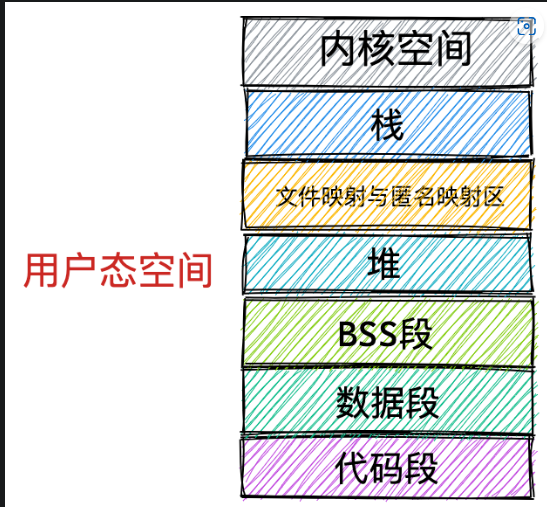 内核空间
栈
文件映射与匿名映射区
用户态空间
堆
BSS段
数据段
代码段